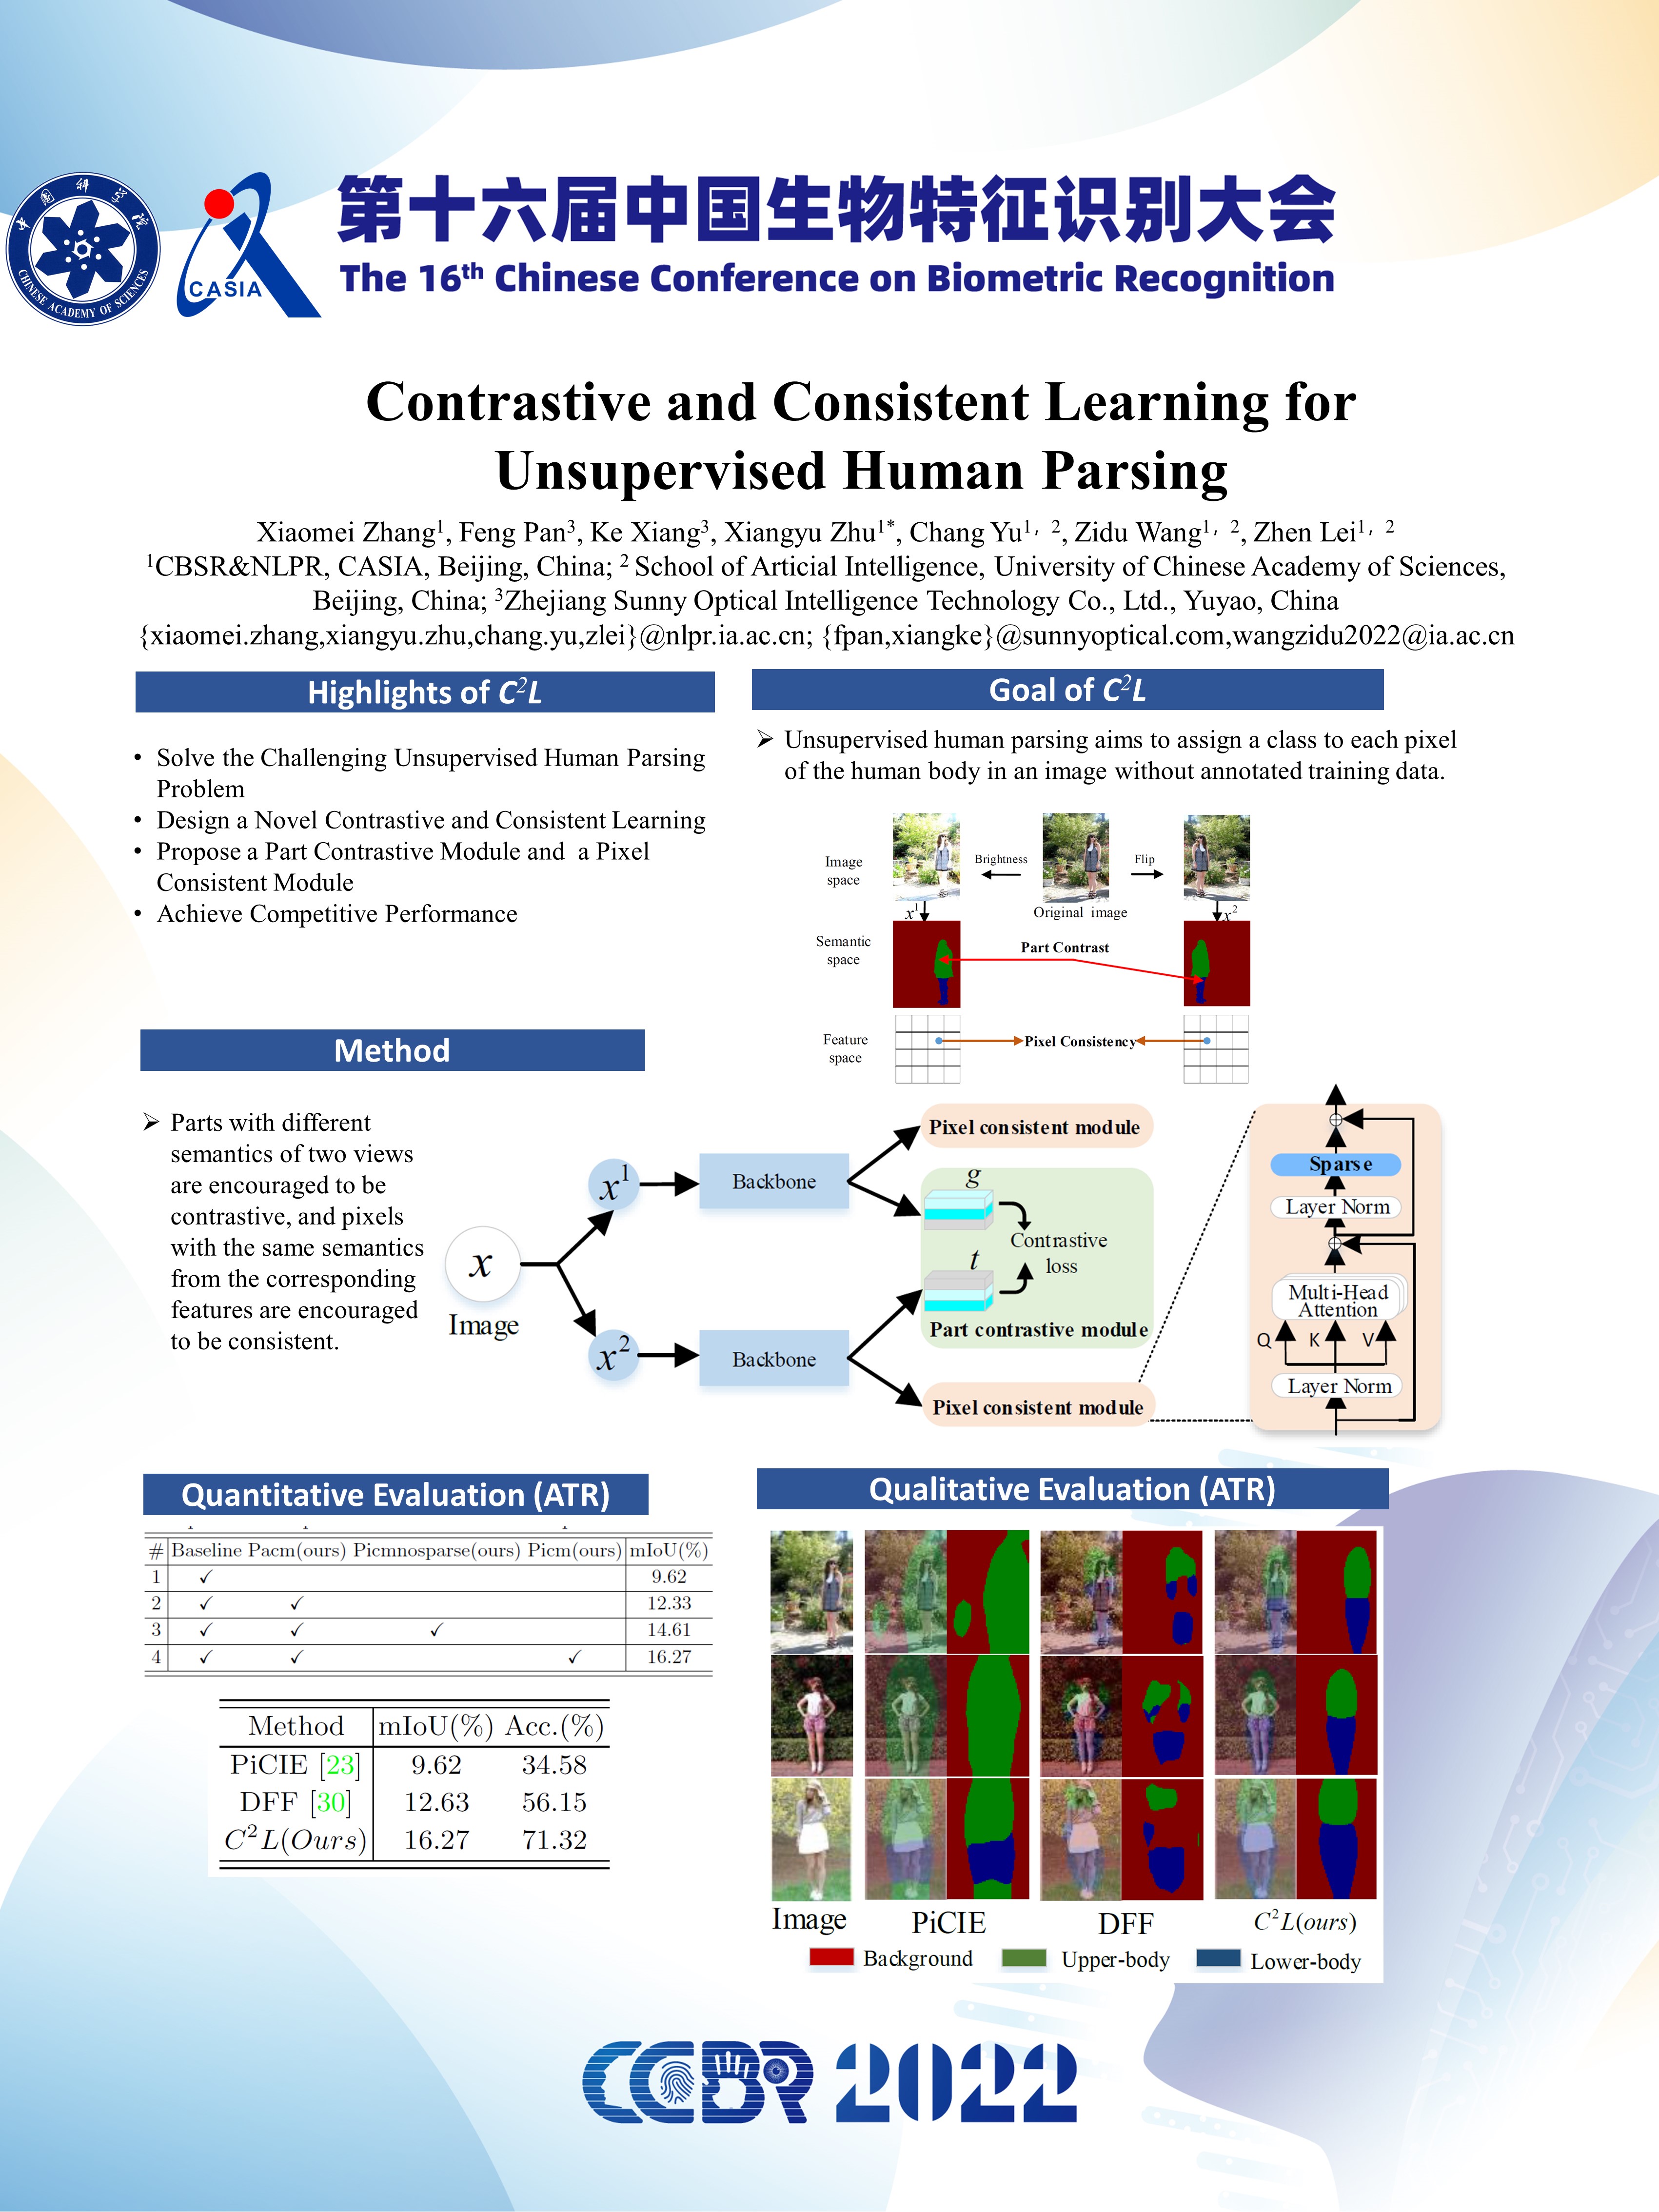 中国科学院
CHINESE ACADEMY OF SCIENCES
CASIA
第十六届中国生物特征识别大会
The 16th Chinese Conference on Biometric Recognition
Contrastive and Consistent Learning for
Unsupervised Human Parsing
Xiaomei Zhang1, Feng Pan3, Ke Xiang3, Xiangyu Zhu1*, Chang Yu1, 2, Zidu Wang1, 2, Zhen Lei1, 2
1CBSR&NLPR, CASIA, Beijing, China; 2 School of Articial Intelligence, University of Chinese Academy of Sciences,
Beijing, China; 3Zhejiang Sunny Optical Intelligence Technology Co., Ltd., Yuyao, China
{xiaomei.zhang,xiangyu.zhu,chang.yu,zlei}@nlpr.ia.ac.cn; {fpan,xiangke}@sunnyoptical.com,wangzidu2022@ia.ac.cn
Highlights of C2L
• Solve the Challenging Unsupervised Human Parsing
Problem
• Design a Novel Contrastive and Consistent Learning
• Propose a Part Contrastive Module and a Pixel
Consistent Module
• Achieve Competitive Performance
Goal of C2L
➢ Unsupervised human parsing aims to assign a class to each pixel
of the human body in an image without annotated training data.
Image
space
Brightness
Flip
x1
Original image
x2
Semantic
space
Part Contrast
Feature
space
Pixel Consistency
Method
➢ Parts with different
semantics of two views
are encouraged to be
contrastive, and pixels
with the same semantics
from the corresponding
features are encouraged
to be consistent.
x
Image
x1
x2
Backbone
Backbone
Pixel consistent module
g
Contrastive
loss
t
Part contrastive module
Pixel consistent module
Sparse
Layer Norm
Multi-Head
Attention
Q K V
Layer Norm
Quantitative Evaluation (ATR)
# Baseline Pacm(ours) Picmnosparse(ours) Picm(ours) mIoU(%)
1 ✓ 9.62
2 ✓ ✓ 12.33
3 ✓ ✓ ✓ 14.61
4 ✓ ✓ ✓ 16.27
Method mIoU(%) Acc.(%)
PiCIE [23] 9.62 34.58
DFF [30] 12.63 56.15
C2L(Ours) 16.27 71.32
Qualitative Evaluation (ATR)
Image PiCIE DFF C2L(ours)
Background Upper-body Lower-body
CCBR 2022